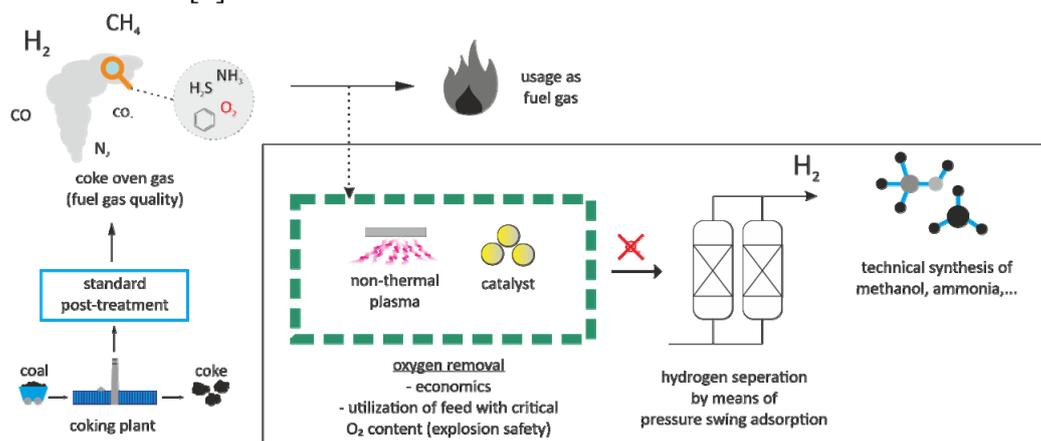 CH₄
H₂
H₂S NH₃
O₂
CO
CO₂
N₂
coke oven gas
(fuel gas quality)
standard
post-treatment
coal
coke
coking plant
usage as
fuel gas
non-thermal
plasma
catalyst
oxygen removal
- economics
- utilization of feed with critical
O₂ content (explosion safety)
H₂
hydrogen seperation
by means of
pressure swing adsorption
technical synthesis of
methanol, ammonia,...